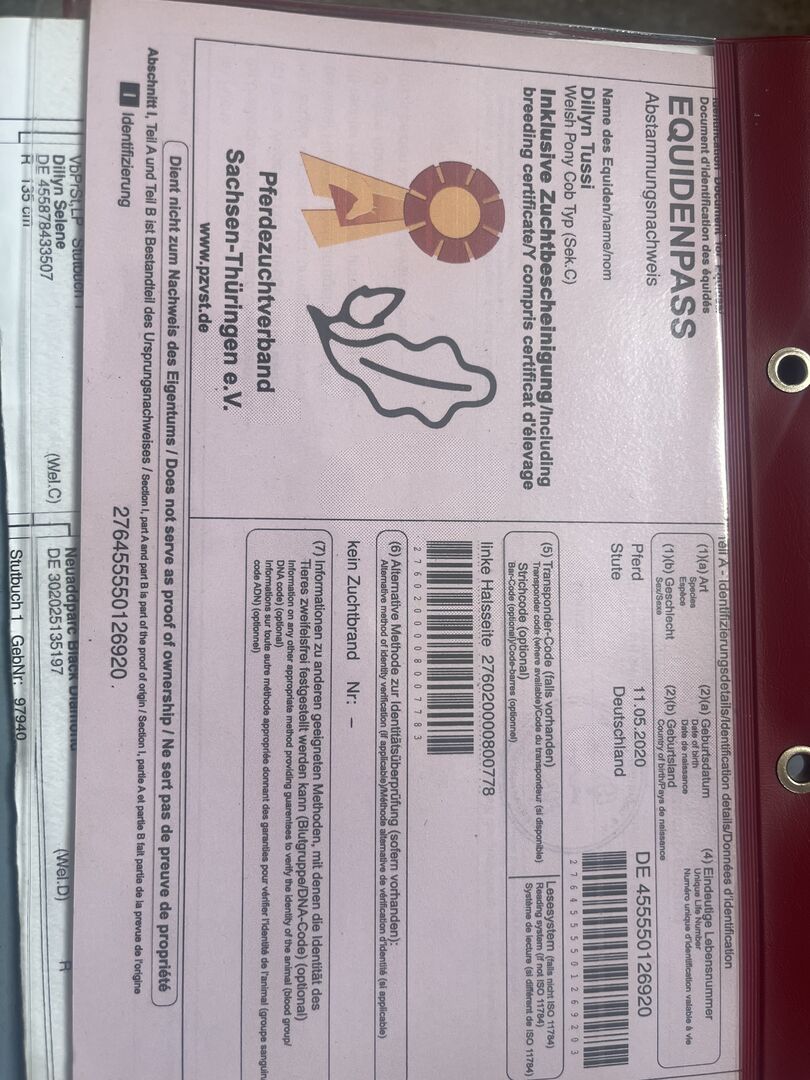 Document d'identification des équidés
EQUIDENPASS
Abstammungsnachweis
Name des Equiden/name/nom
Dillyn Tussi
Welsh Pony Cob Typ (Sek.C)
Inklusive Zuchtbescheinigung/Including
breeding certificate/Y compris certificat d'élevage
Pferdezuchtverband
Sachsen-Thüringen e.V.
www.pzvst.de
Teil A - Identifizierungsdetails/Identification details/Données d'identification
(1)(a) Art
Species
Espèce
(1)(b) Geschlecht
Sex/Sexe
(2)(a) Geburtsdatum
Date of birth
Date de naissance
(2)(b) Geburtsland
Country of birth/Pays de naissance
(4) Eindeutige Lebensnummer
Unique Life Number
Numéro unique d'identification valable à vie
Pferd 11.05.2020 DE 455550126920
Stute Deutschland
2764555501269203
(5) Transponder-Code (falls vorhanden)
Transponder code (where available)/Code du transpondeur (si disponible)
Strichcode (optional)
Bar-Code (optional)/Code-barres (optionnel)
Lesesystem (falls nicht ISO 11784)
Reading system (if not ISO 11784)
Système de lecture (si différent de ISO 11784)
linke Halsseite 27602000800778
2760200008007783
(6) Alternative Methode zur Identitätsüberprüfung (sofern vorhanden):
Alternative method of identity verification (if applicable)/Méthode alternative de vérification d'identité (si applicable)
kein Zuchtbrand Nr: –
(7) Informationen zu anderen geeigneten Methoden, mit denen die Identität des
Tieres zweifelsfrei festgestellt werden kann (Blutgruppe/DNA-Code) (optional)
Information on any other appropriate method providing guarantees to verify the identity of the animal (blood group/
DNA code) (optional)
Informations sur toute autre méthode appropriée donnant des garanties pour vérifier l'identité de l'animal (groupe sanguin
code ADN) (optionnel)
Dient nicht zum Nachweis des Eigentums / Does not serve as proof of ownership / Ne sert pas de preuve de propriété
Abschnitt I, Teil A und Teil B ist Bestandteil des Ursprungsnachweises / Section I, part A and part B is part of the proof of origin / Section I, partie A et partie B fait partie de la prevue de l'origine
I Identifizierung
276455550126920
VbPrSt,LP Stutbuch 1
Dillyn Selene
DE 455878433507
(Wel.C)
H 135 cm
Neuaddparc Black Diamond
DE 302025135197
(Wel.D)
H
Stutbuch 1 GebNr: 97940